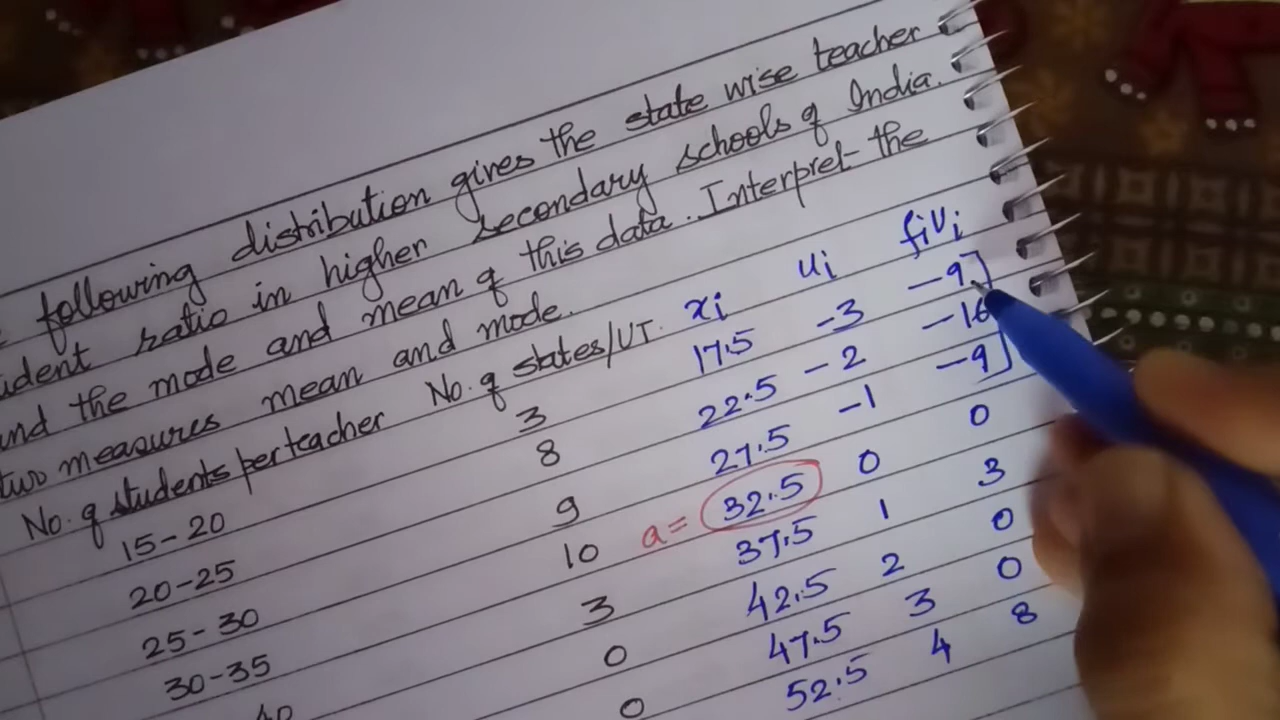 following distribution gives the state wise teacher
udent ratio in higher secondary schools of India.
nd the mode and mean of this data. Interpret the
two measures mean and mode.
No. of students per teacher No. of states/UT. xi ui fiui
15-20 3 17.5 -3 -9
20-25 8 22.5 -2 -16
25-30 9 27.5 -1 -9
30-35 10 a= 32.5 0 0
40 3 37.5 1 3
0 42.5 2 0
0 47.5 3 0
52.5 4 8